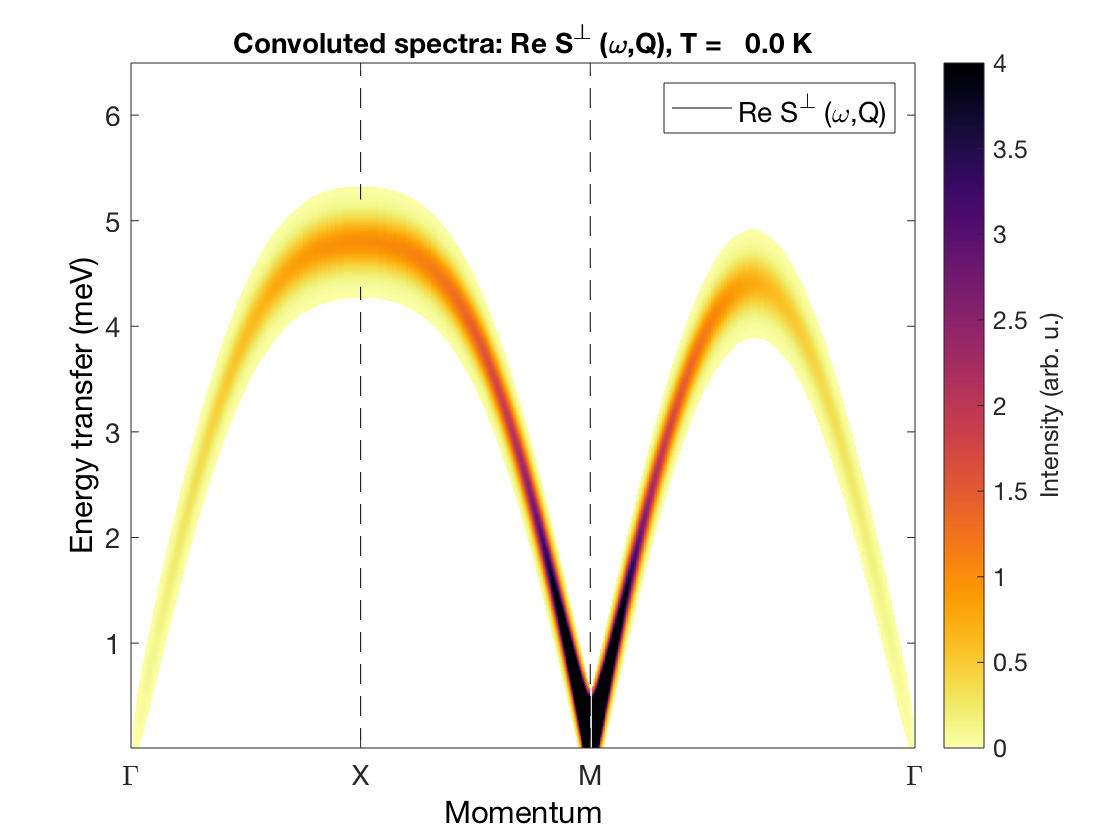 Convoluted spectra: Re S⊥ (ω,Q), T = 0.0 K
Re S⊥ (ω,Q)
Energy transfer (meV)
6
5
4
3
2
1
Γ X M Γ
Momentum
4
3.5
3
2.5
2
1.5
1
0.5
0
Intensity (arb. u.)